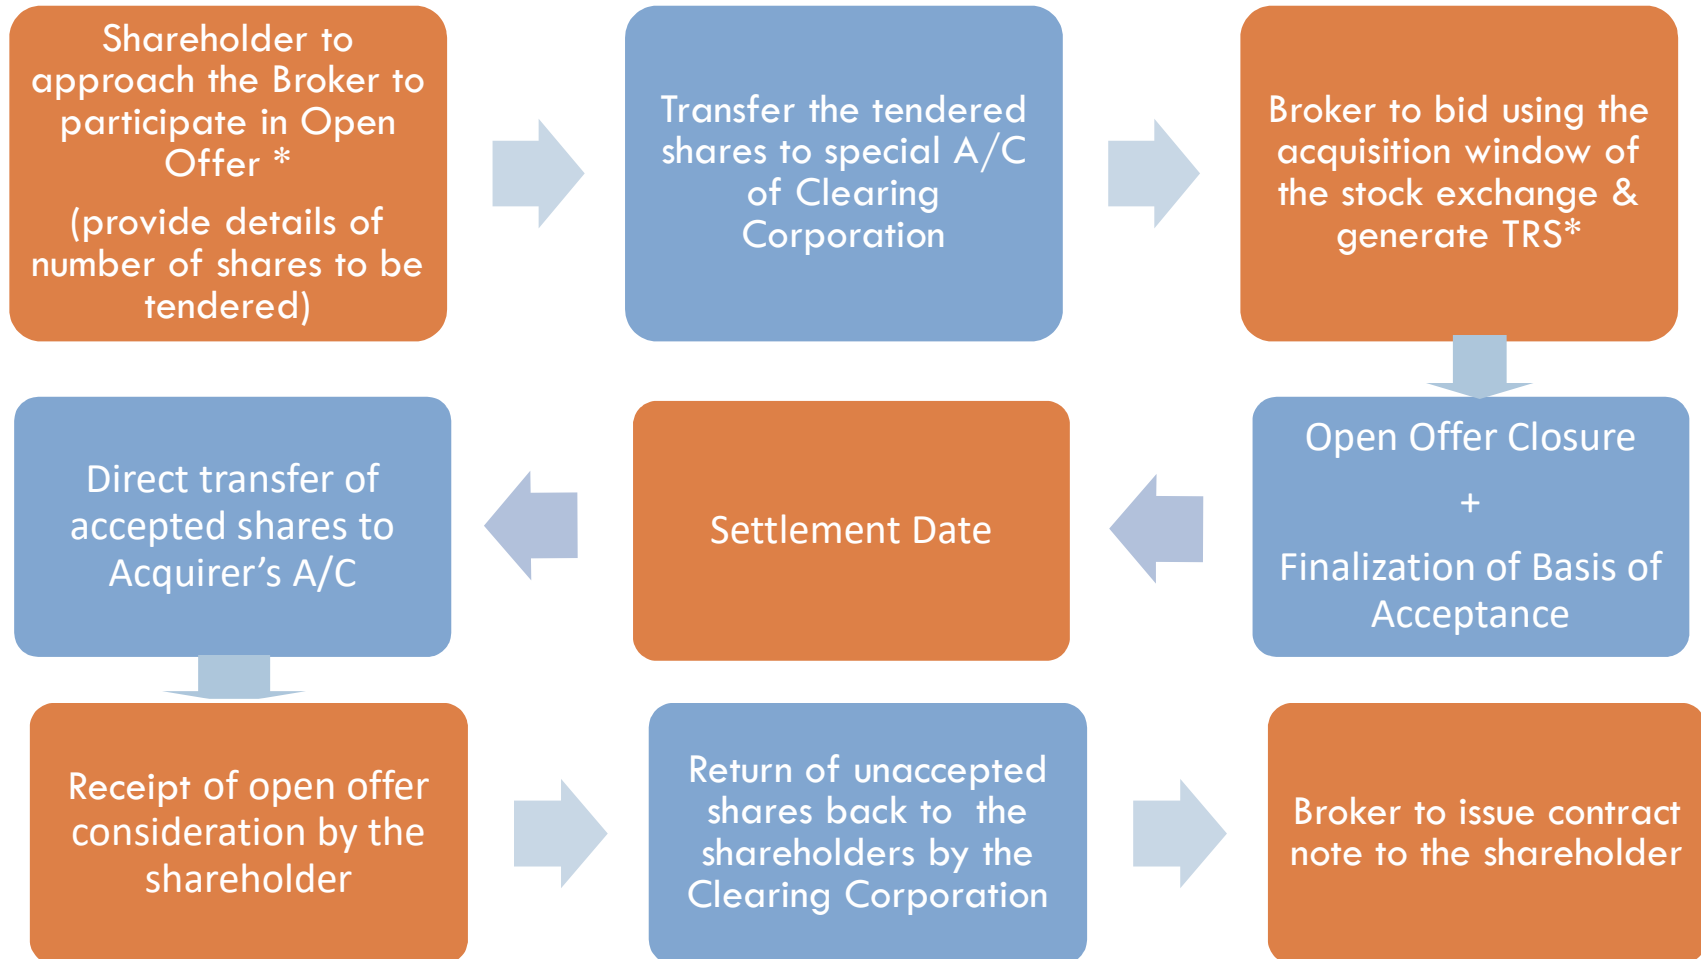 Shareholder to
approach the Broker to
participate in Open
Offer *
(provide details of
number of shares to be
tendered)
Transfer the tendered
shares to special A/C
of Clearing
Corporation
Broker to bid using the
acquisition window of
the stock exchange &
generate TRS*
Open Offer Closure
+
Finalization of Basis of
Acceptance
Settlement Date
Direct transfer of
accepted shares to
Acquirer’s A/C
Receipt of open offer
consideration by the
shareholder
Return of unaccepted
shares back to the
shareholders by the
Clearing Corporation
Broker to issue contract
note to the shareholder